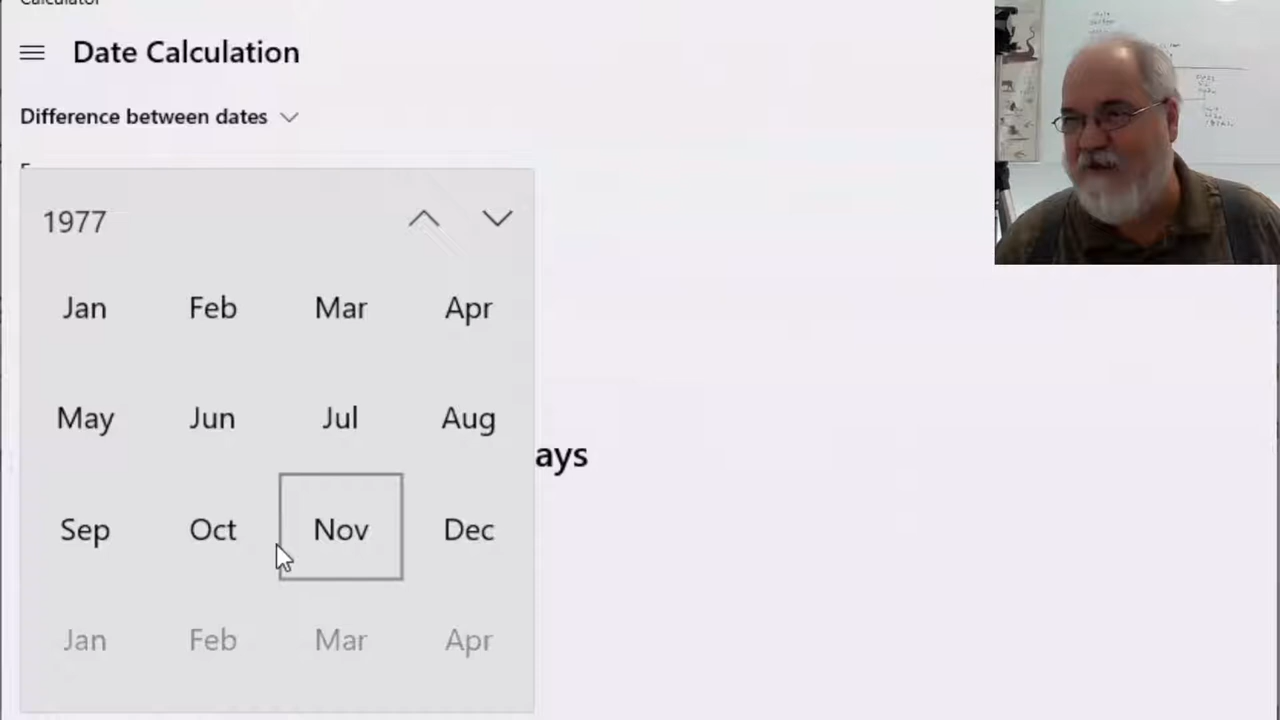 Calculator
Date Calculation
Difference between dates
1977
Jan Feb Mar Apr
May Jun Jul Aug
ays
Sep Oct Nov Dec
Jan Feb Mar Apr